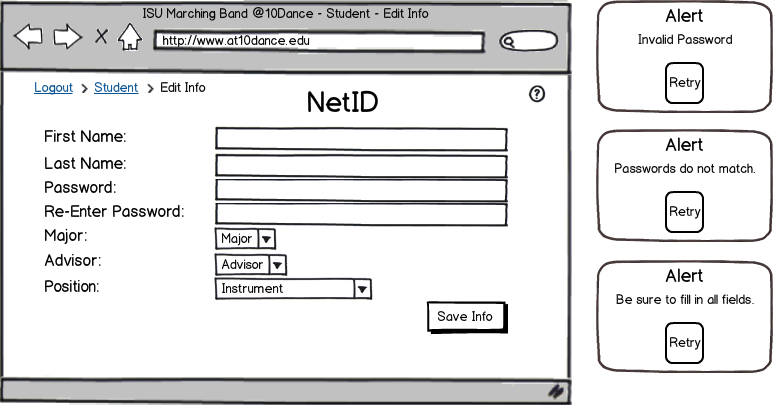 ISU Marching Band @10Dance - Student - Edit Info
http://www.at10dance.edu
Logout > Student > Edit Info
NetID
?
First Name:
Last Name:
Password:
Re-Enter Password:
Major: Major
Advisor: Advisor
Position: Instrument
Save Info
Alert
Invalid Password
Retry
Alert
Passwords do not match.
Retry
Alert
Be sure to fill in all fields.
Retry